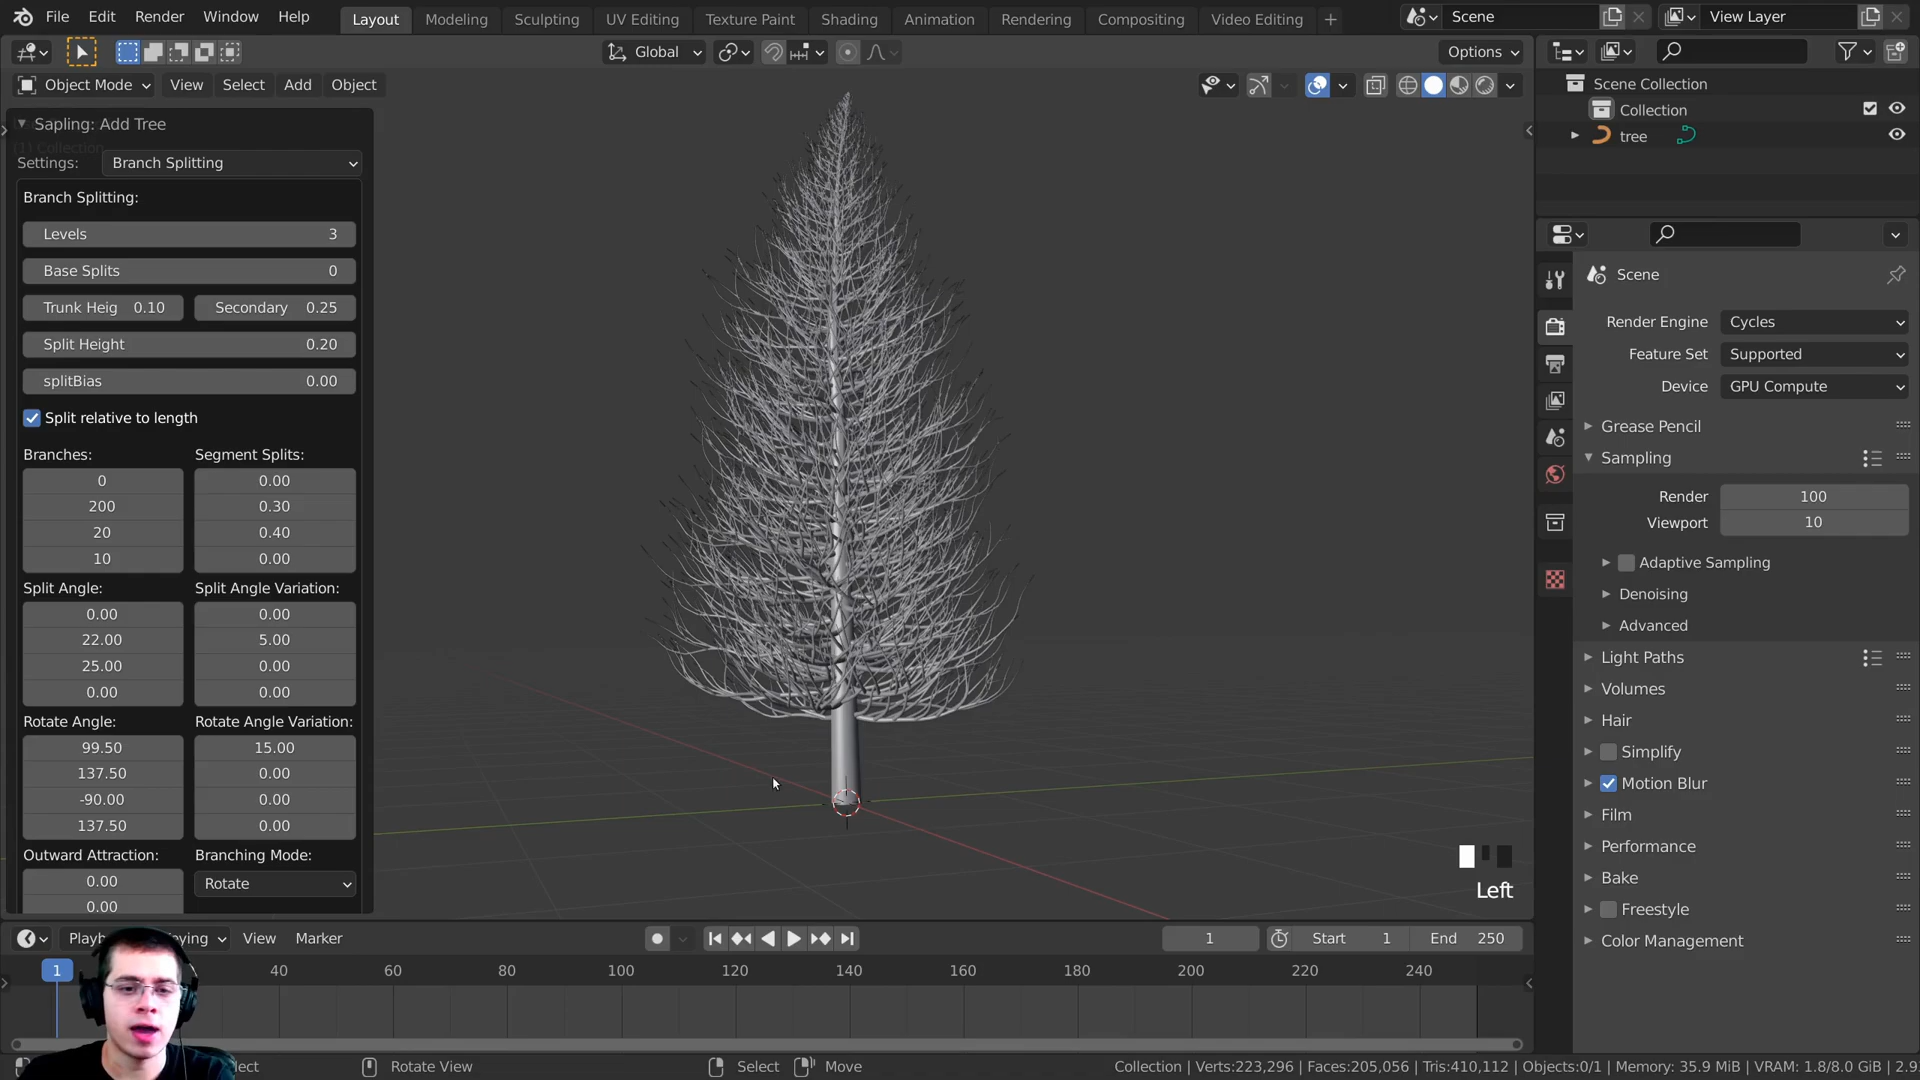 File Edit Render Window Help Layout Modeling Sculpting UV Editing Texture Paint Shading Animation Rendering Compositing Video Editing Scene View Layer
Global Options
Object Mode View Select Add Object
Sapling: Add Tree
Settings: Branch Splitting
Branch Splitting:
Levels 3
Base Splits 0
Trunk Heig 0.10 Secondary 0.25
Split Height 0.20
splitBias 0.00
Split relative to length
Branches: Segment Splits:
0 0.00
200 0.30
20 0.40
10 0.00
Split Angle: Split Angle Variation:
0.00 0.00
22.00 5.00
25.00 0.00
0.00 0.00
Rotate Angle: Rotate Angle Variation:
99.50 15.00
137.50 0.00
-90.00 0.00
137.50 0.00
Outward Attraction: Branching Mode:
0.00 Rotate
0.00
Left
Scene Collection
Collection
tree
Scene
Render Engine Cycles
Feature Set Supported
Device GPU Compute
Grease Pencil
Sampling
Render 100
Viewport 10
Adaptive Sampling
Denoising
Advanced
Light Paths
Volumes
Hair
Simplify
Motion Blur
Film
Performance
Bake
Freestyle
Color Management
View Marker 1 Start 1 End 250
1 40 60 80 100 120 140 160 180 200 220 240
Rotate View Select Move Collection | Verts:223,296 | Faces:205,056 | Tris:410,112 | Objects:0/1 | Memory: 35.9 MiB | VRAM: 1.8/8.0 GiB | 2.9